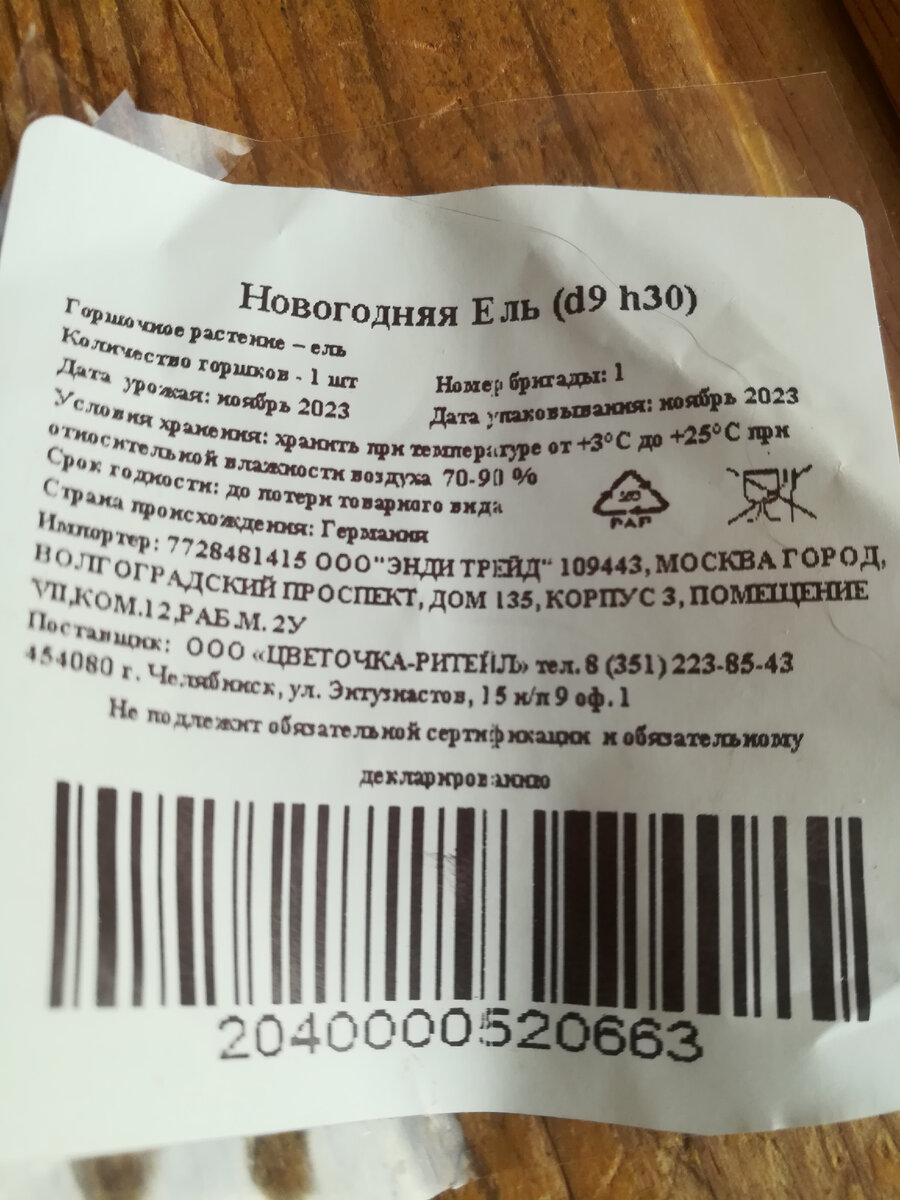 Новогодняя Ель (d9 h30)
Горшочное растение – ель
Количество горшков - 1 шт Номер бригады: 1
Дата урожая: ноябрь 2023 Дата упаковывания: ноябрь 2023
Условия хранения: хранить при температуре от +3°С до +25°С при
относительной влажности воздуха 70-90 %
Срок годности: до потери товарного вида
Страна происхождения: Германия
PAP
Импортер: 7728481415 ООО"ЭНДИ ТРЕЙД" 109443, МОСКВА ГОРОД,
ВОЛГОГРАДСКИЙ ПРОСПЕКТ, ДОМ 135, КОРПУС 3, ПОМЕЩЕНИЕ
VII,КОМ.12,РАБ.М. 2У
Поставщик: ООО «ЦВЕТОЧКА-РИТЕЙЛ» тел. 8 (351) 223-85-43
454080 г. Челябинск, ул. Энтузиастов, 15 н/п 9 оф. 1
Не подлежит обязательной сертификации и обязательному
декларированию
2040000520663